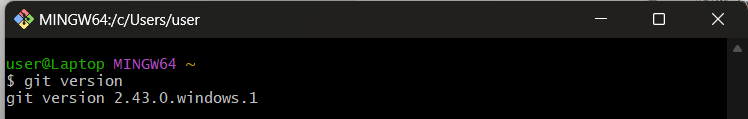 MINGW64:/c/Users/user
user@Laptop MINGW64 ~
$ git version
git version 2.43.0.windows.1